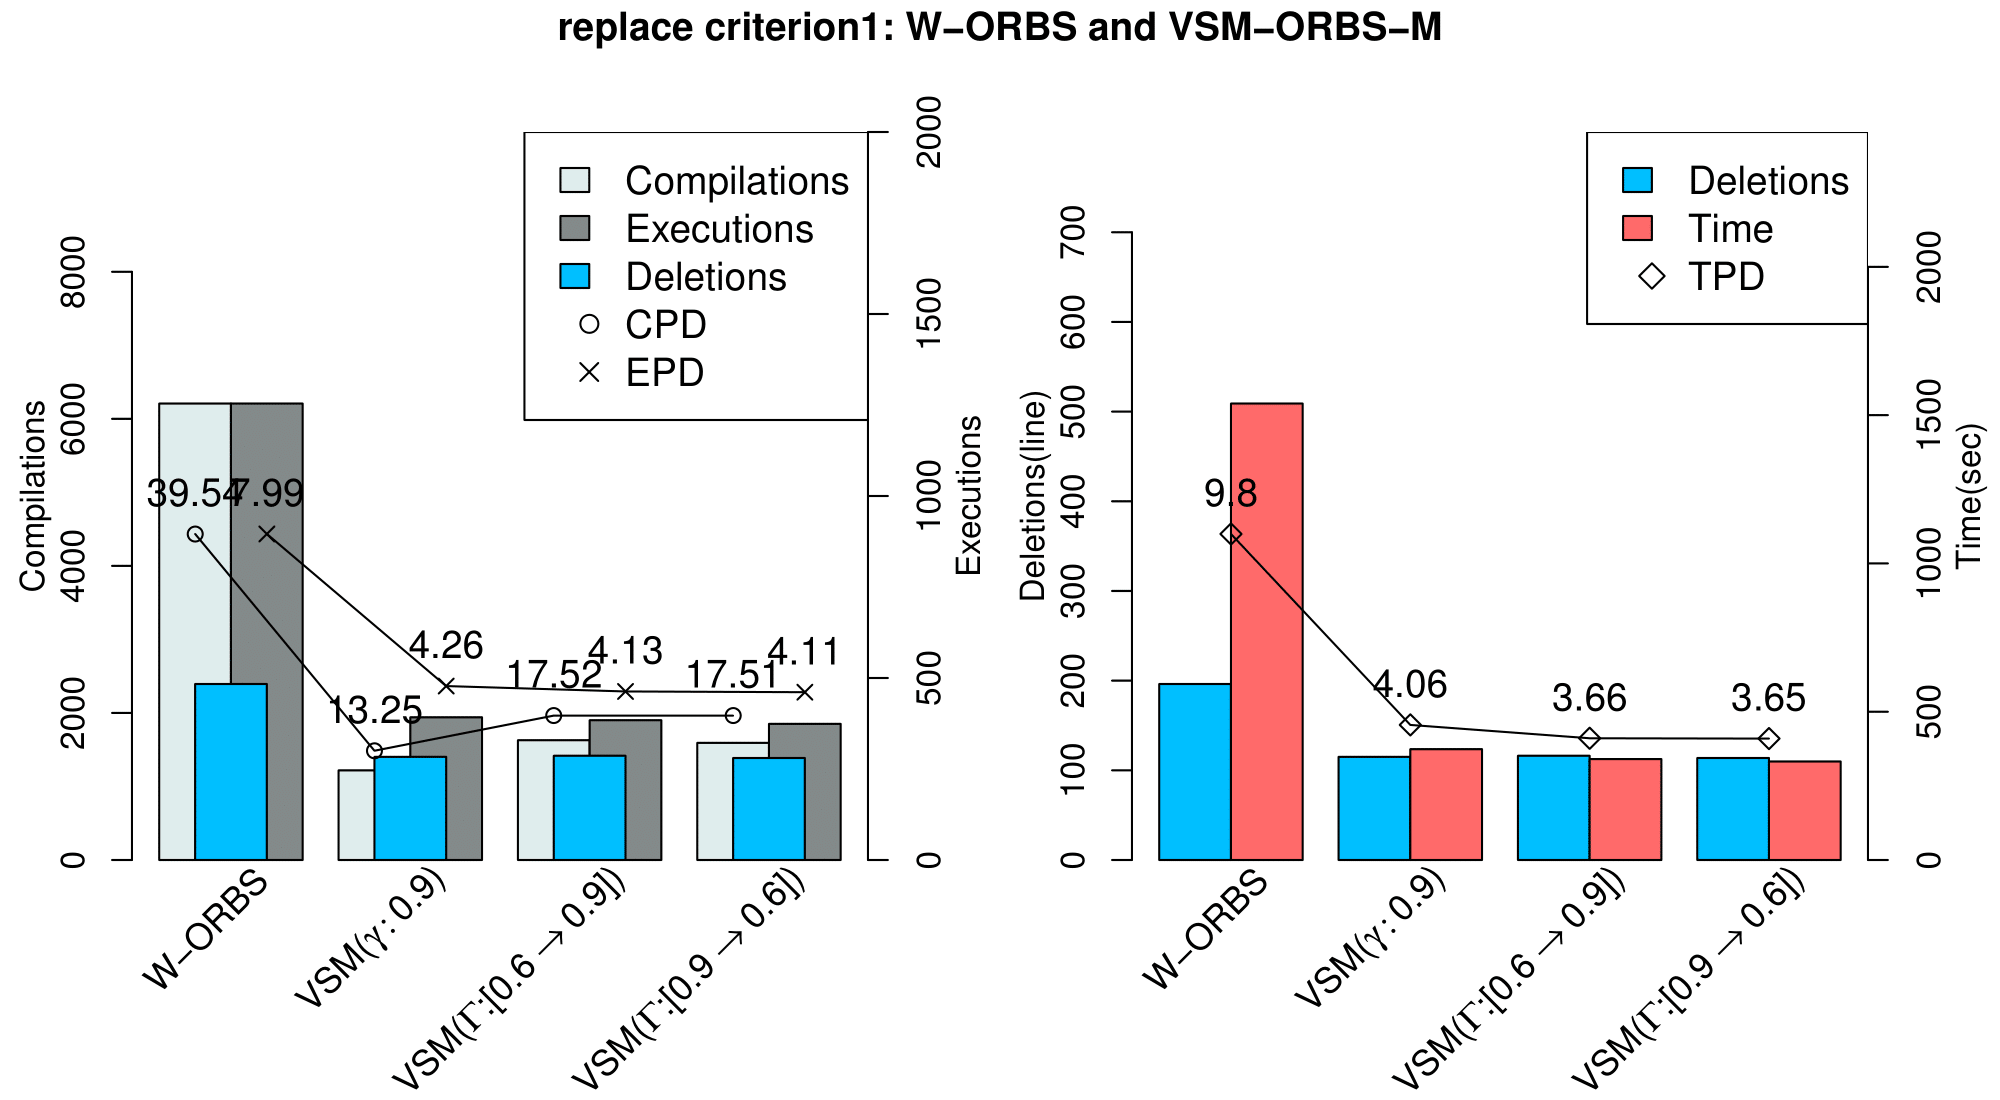 replace criterion1: W−ORBS and VSM−ORBS−M
Compilations
0
2000
4000
6000
8000
Compilations
Executions
Deletions
CPD
EPD
39.54
7.99
13.25
4.26
17.52
4.13
17.51
4.11
0
500
1000
1500
2000
Executions
W−ORBS
VSM(γ: 0.9)
VSM(Γ:[0.6 → 0.9])
VSM(Γ:[0.9 → 0.6])
Deletions(line)
0
100
200
300
400
500
600
700
Deletions
Time
TPD
9.8
4.06
3.66
3.65
0
500
1000
1500
20000
Time(sec)
W−ORBS
VSM(γ: 0.9)
VSM(Γ:[0.6 → 0.9])
VSM(Γ:[0.9 → 0.6])